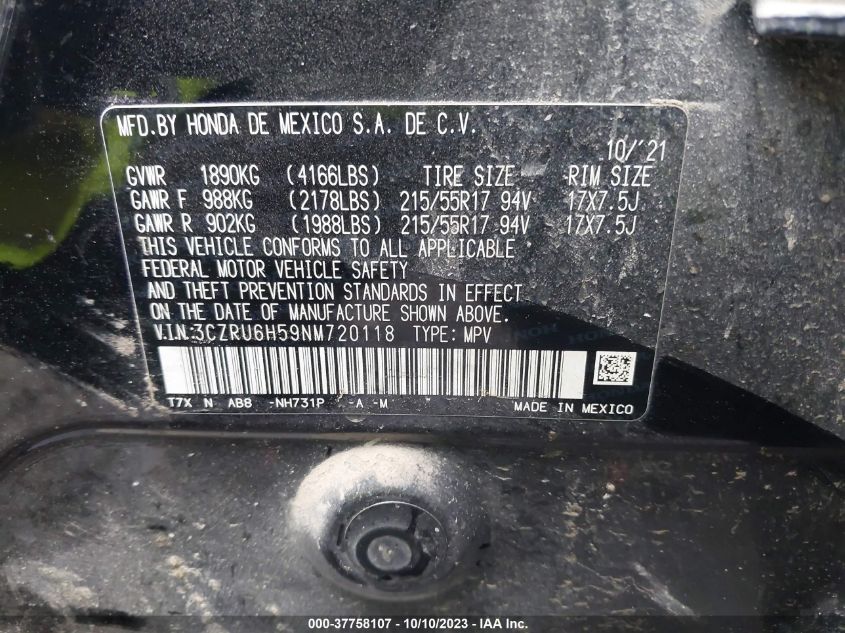 MFD.BY HONDA DE MEXICO S.A. DE C.V.
10/'21
GVWR 1890KG (4166LBS) TIRE SIZE RIM SIZE
GAWR F 988KG (2178LBS) 215/55R17 94V 17X7.5J
GAWR R 902KG (1988LBS) 215/55R17 94V 17X7.5J
THIS VEHICLE CONFORMS TO ALL APPLICABLE
FEDERAL MOTOR VEHICLE SAFETY
AND THEFT PREVENTION STANDARDS IN EFFECT
ON THE DATE OF MANUFACTURE SHOWN ABOVE.
V.I.N:3CZRU6H59NM720118 TYPE: MPV
T7X N AB8 -NH731P -A -M "
MADE IN MEXICO
000-37758107 - 10/10/2023 - IAA Inc.